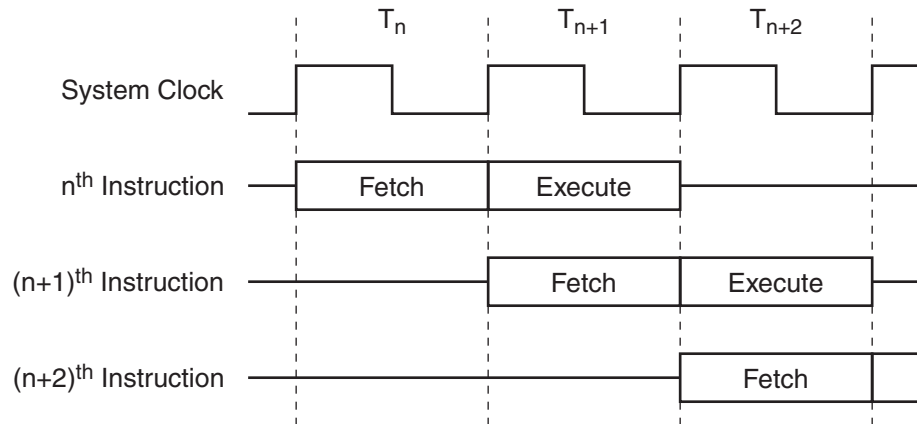 Tₙ Tₙ₊₁ Tₙ₊₂
System Clock
nᵗʰ Instruction Fetch Execute
(n+1)ᵗʰ Instruction Fetch Execute
(n+2)ᵗʰ Instruction Fetch